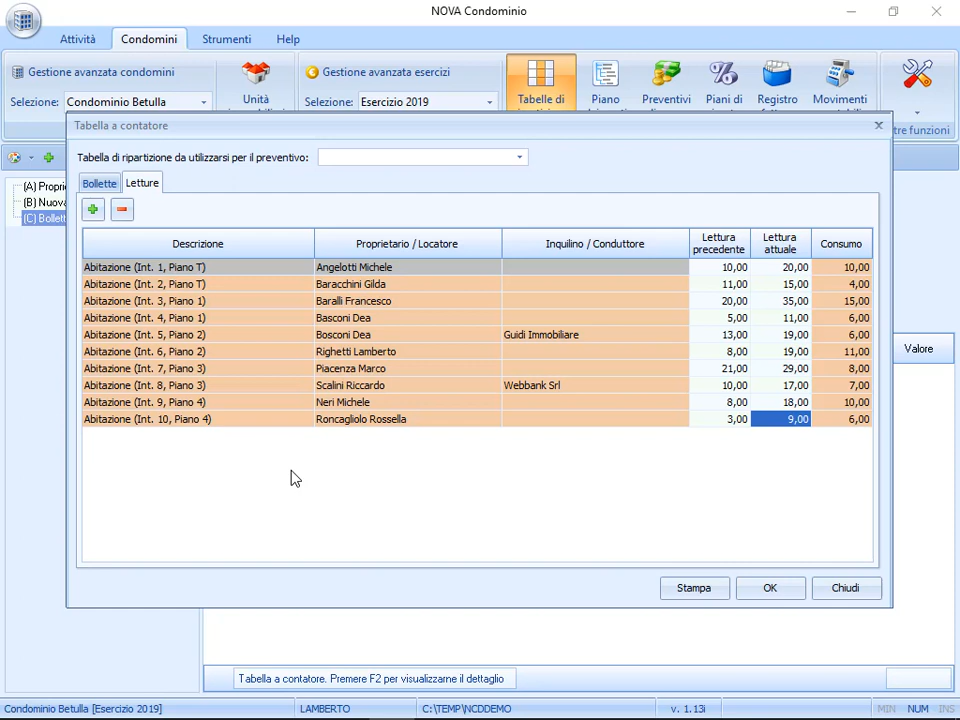 NOVA Condominio
Attività Condomini Strumenti Help
Gestione avanzata condomini Unità Gestione avanzata esercizi Tabelle di Piano Preventivi Piani di Registro Movimenti
Selezione: Condominio Betulla Selezione: Esercizio 2019
tre funzioni
Tabella a contatore
Tabella di ripartizione da utilizzarsi per il preventivo:
Bollette Letture
(A) Proprie
(B) Nuova
(C) Bollett
Descrizione Proprietario / Locatore Inquilino / Conduttore Lettura precedente Lettura attuale Consumo
Abitazione (Int. 1, Piano T) Angelotti Michele 10,00 20,00 10,00
Abitazione (Int. 2, Piano T) Baracchini Gilda 11,00 15,00 4,00
Abitazione (Int. 3, Piano 1) Baralli Francesco 20,00 35,00 15,00
Abitazione (Int. 4, Piano 1) Basconi Dea 5,00 11,00 6,00
Abitazione (Int. 5, Piano 2) Bosconi Dea Guidi Immobiliare 13,00 19,00 6,00
Abitazione (Int. 6, Piano 2) Righetti Lamberto 8,00 19,00 11,00
Abitazione (Int. 7, Piano 3) Piacenza Marco 21,00 29,00 8,00
Abitazione (Int. 8, Piano 3) Scalini Riccardo Webbank Srl 10,00 17,00 7,00
Abitazione (Int. 9, Piano 4) Neri Michele 8,00 18,00 10,00
Abitazione (Int. 10, Piano 4) Roncagliolo Rossella 3,00 9,00 6,00
Valore
Stampa OK Chiudi
Tabella a contatore. Premere F2 per visualizzarne il dettaglio
Condominio Betulla [Esercizio 2019] LAMBERTO C:\TEMP\NCDDEMO v. 1.13i MIN NUM INS